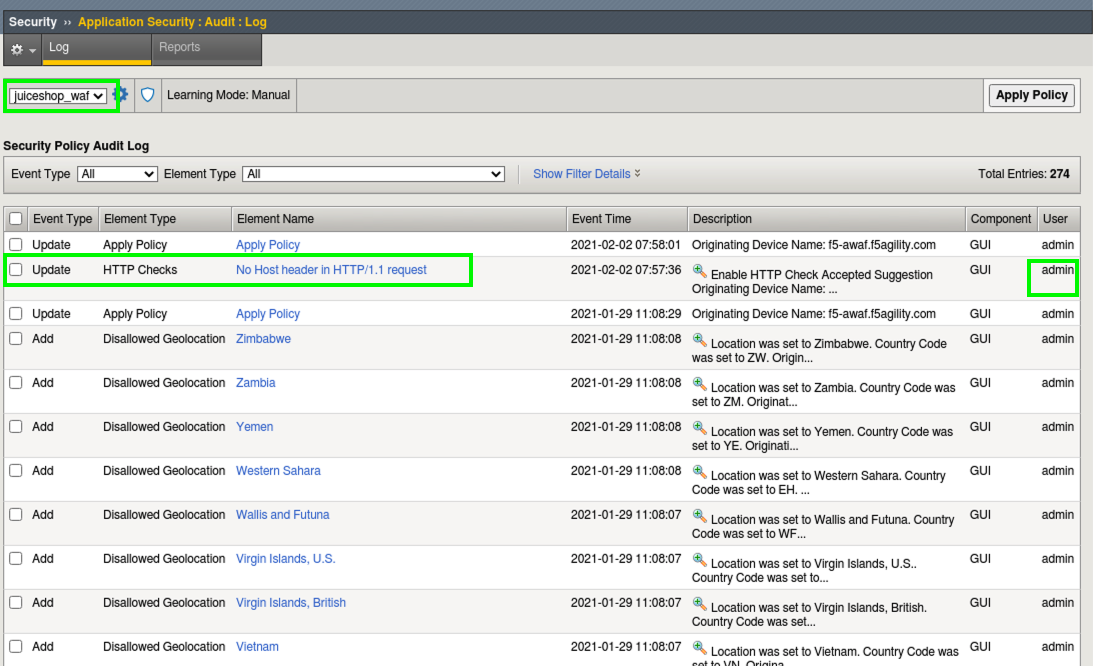 Security ›› Application Security : Audit : Log
Log Reports
juiceshop_waf Learning Mode: Manual Apply Policy
Security Policy Audit Log
Event Type All Element Type All Show Filter Details Total Entries: 274
Event Type Element Type Element Name Event Time Description Component User
Update Apply Policy Apply Policy 2021-02-02 07:58:01 Originating Device Name: f5-awaf.f5agility.com GUI admin
Update HTTP Checks No Host header in HTTP/1.1 request 2021-02-02 07:57:36 Enable HTTP Check Accepted Suggestion GUI admin
Originating Device Name: ...
Update Apply Policy Apply Policy 2021-01-29 11:08:29 Originating Device Name: f5-awaf.f5agility.com GUI admin
Add Disallowed Geolocation Zimbabwe 2021-01-29 11:08:08 Location was set to Zimbabwe. Country Code GUI admin
was set to ZW. Origin...
Add Disallowed Geolocation Zambia 2021-01-29 11:08:08 Location was set to Zambia. Country Code was GUI admin
set to ZM. Originat...
Add Disallowed Geolocation Yemen 2021-01-29 11:08:08 Location was set to Yemen. Country Code was GUI admin
set to YE. Originati...
Add Disallowed Geolocation Western Sahara 2021-01-29 11:08:08 Location was set to Western Sahara. Country GUI admin
Code was set to EH. ...
Add Disallowed Geolocation Wallis and Futuna 2021-01-29 11:08:07 Location was set to Wallis and Futuna. Country GUI admin
Code was set to WF...
Add Disallowed Geolocation Virgin Islands, U.S. 2021-01-29 11:08:07 Location was set to Virgin Islands, U.S.. GUI admin
Country Code was set to...
Add Disallowed Geolocation Virgin Islands, British 2021-01-29 11:08:07 Location was set to Virgin Islands, British. GUI admin
Country Code was set...
Add Disallowed Geolocation Vietnam 2021-01-29 11:08:07 Location was set to Vietnam. Country Code was GUI admin
set to VN. Origina...